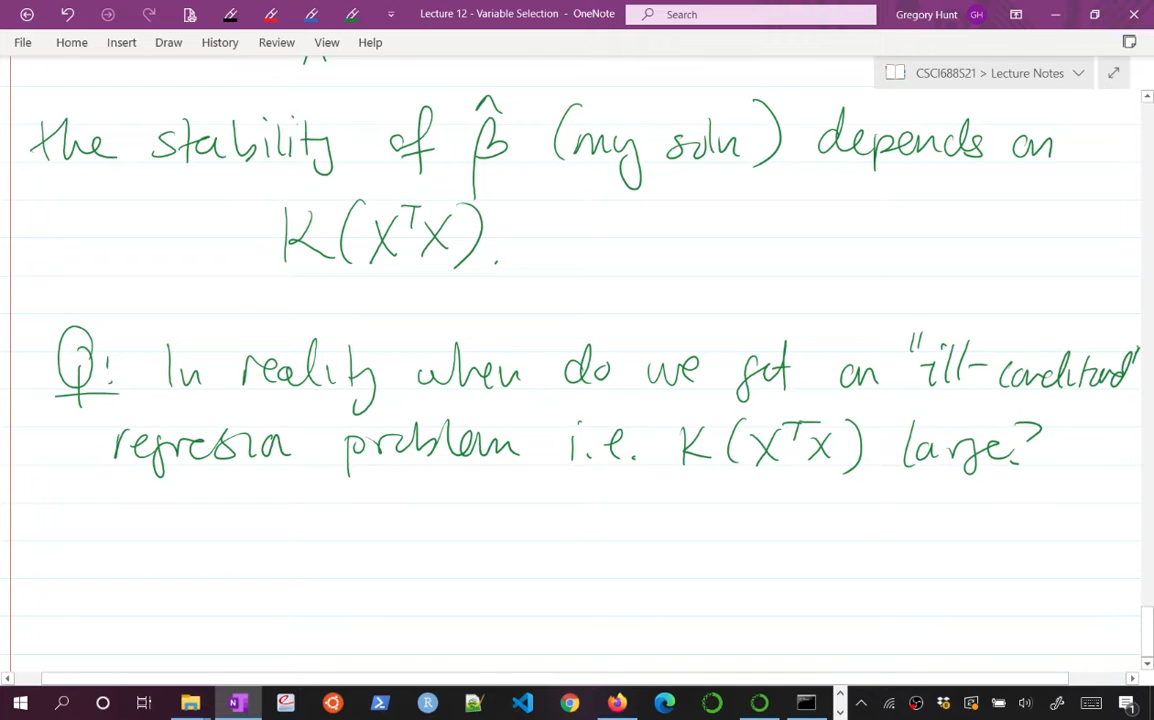 Lecture 12 - Variable Selection - OneNote
Search
Gregory Hunt
GH
File Home Insert Draw History Review View Help
CSCI688S21 > Lecture Notes
the stability of β̂ (my soln) depends on
K(XᵀX).
Q: In reality when do we get an "ill-conditioned"
regression problem i.e. K(XᵀX) large?